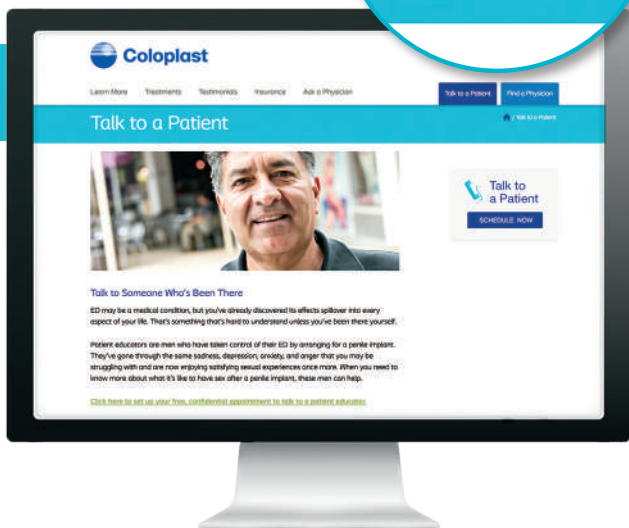 Coloplast
Learn More Treatments Testimonials Insurance Ask a Physician
Talk to a Patient Find a Physician
Talk to a Patient
/ Talk to a Patient
Talk to
a Patient
SCHEDULE NOW
Talk to Someone Who's Been There
ED may be a medical condition, but you've already discovered its effects spillover into every
aspect of your life. That's something that's hard to understand unless you've been there yourself.
Patient educators are men who have taken control of their ED by arranging for a penile implant.
They've gone through the same sadness, depression, anxiety, and anger that you may be
struggling with and are now enjoying satisfying sexual experiences once more. When you need to
know more about what it's like to have sex after a penile implant, these men can help.
Click here to set up your free, confidential appointment to talk to a patient educator.